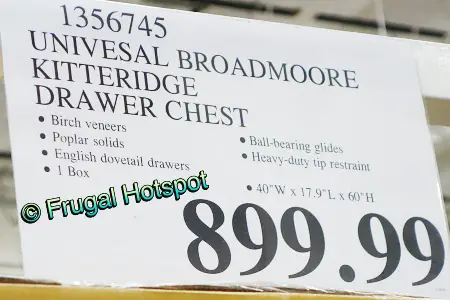 1356745
UNIVESAL BROADMOORE
KITTERIDGE
DRAWER CHEST
• Birch veneers
• Poplar solids
• English dovetail drawers
• 1 Box
• Ball-bearing glides
• Heavy-duty tip restraint
• 40"W x 17.9"L x 60"H
© Frugal Hotspot
899.99